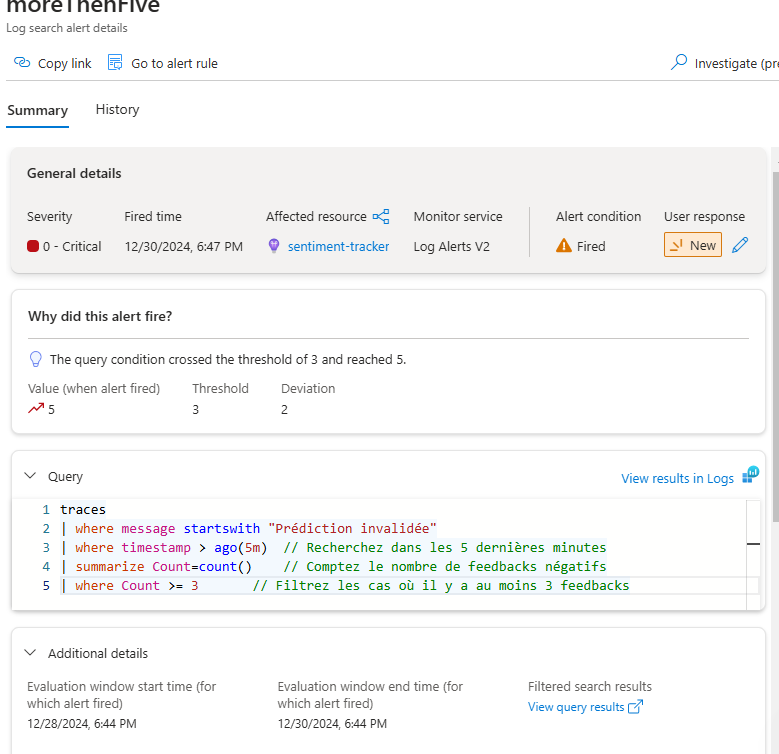 moreThenFive
Log search alert details
Copy link Go to alert rule Investigate (pre
Summary History
General details
Severity Fired time Affected resource Monitor service Alert condition User response
0 - Critical 12/30/2024, 6:47 PM sentiment-tracker Log Alerts V2 Fired New
Why did this alert fire?
The query condition crossed the threshold of 3 and reached 5.
Value (when alert fired) Threshold Deviation
5 3 2
Query View results in Logs
1 traces
2 | where message startswith "Prédiction invalidée"
3 | where timestamp > ago(5m) // Recherchez dans les 5 dernières minutes
4 | summarize Count=count() // Comptez le nombre de feedbacks négatifs
5 | where Count >= 3 // Filtrez les cas où il y a au moins 3 feedbacks
Additional details
Evaluation window start time (for Evaluation window end time (for Filtered search results
which alert fired) which alert fired) View query results
12/28/2024, 6:44 PM 12/30/2024, 6:44 PM